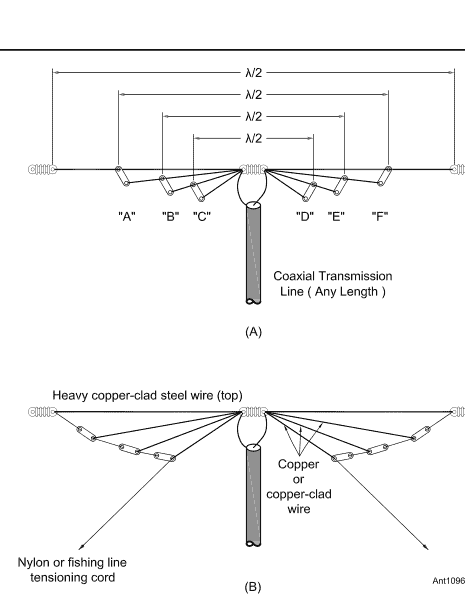 λ/2
λ/2
λ/2
λ/2
"A" "B" "C" "D" "E" "F"
Coaxial Transmission
Line ( Any Length )
(A)
Heavy copper-clad steel wire (top)
Copper
or
copper-clad
wire
Nylon or fishing line
tensioning cord
Ant1096
(B)